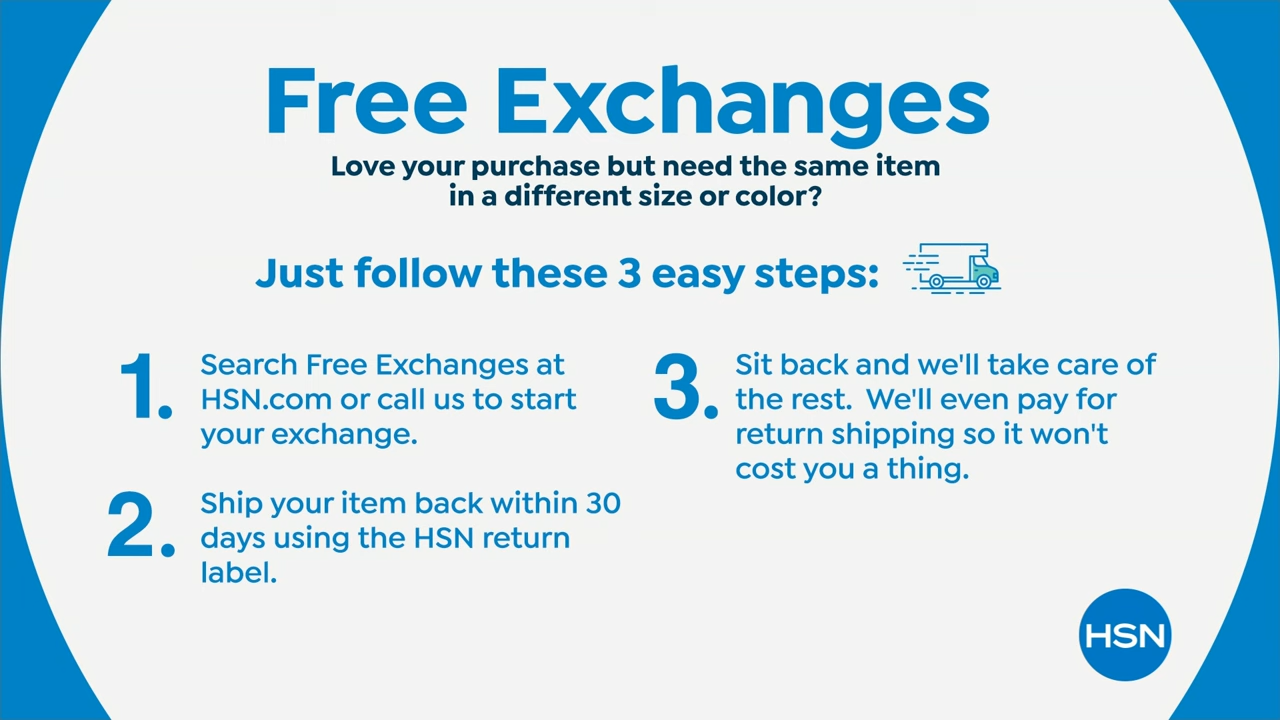 Free Exchanges
Love your purchase but need the same item
in a different size or color?
Just follow these 3 easy steps:
1. Search Free Exchanges at
HSN.com or call us to start
your exchange.
2. Ship your item back within 30
days using the HSN return
label.
3. Sit back and we'll take care of
the rest.  We'll even pay for
return shipping so it won't
cost you a thing.
HSN